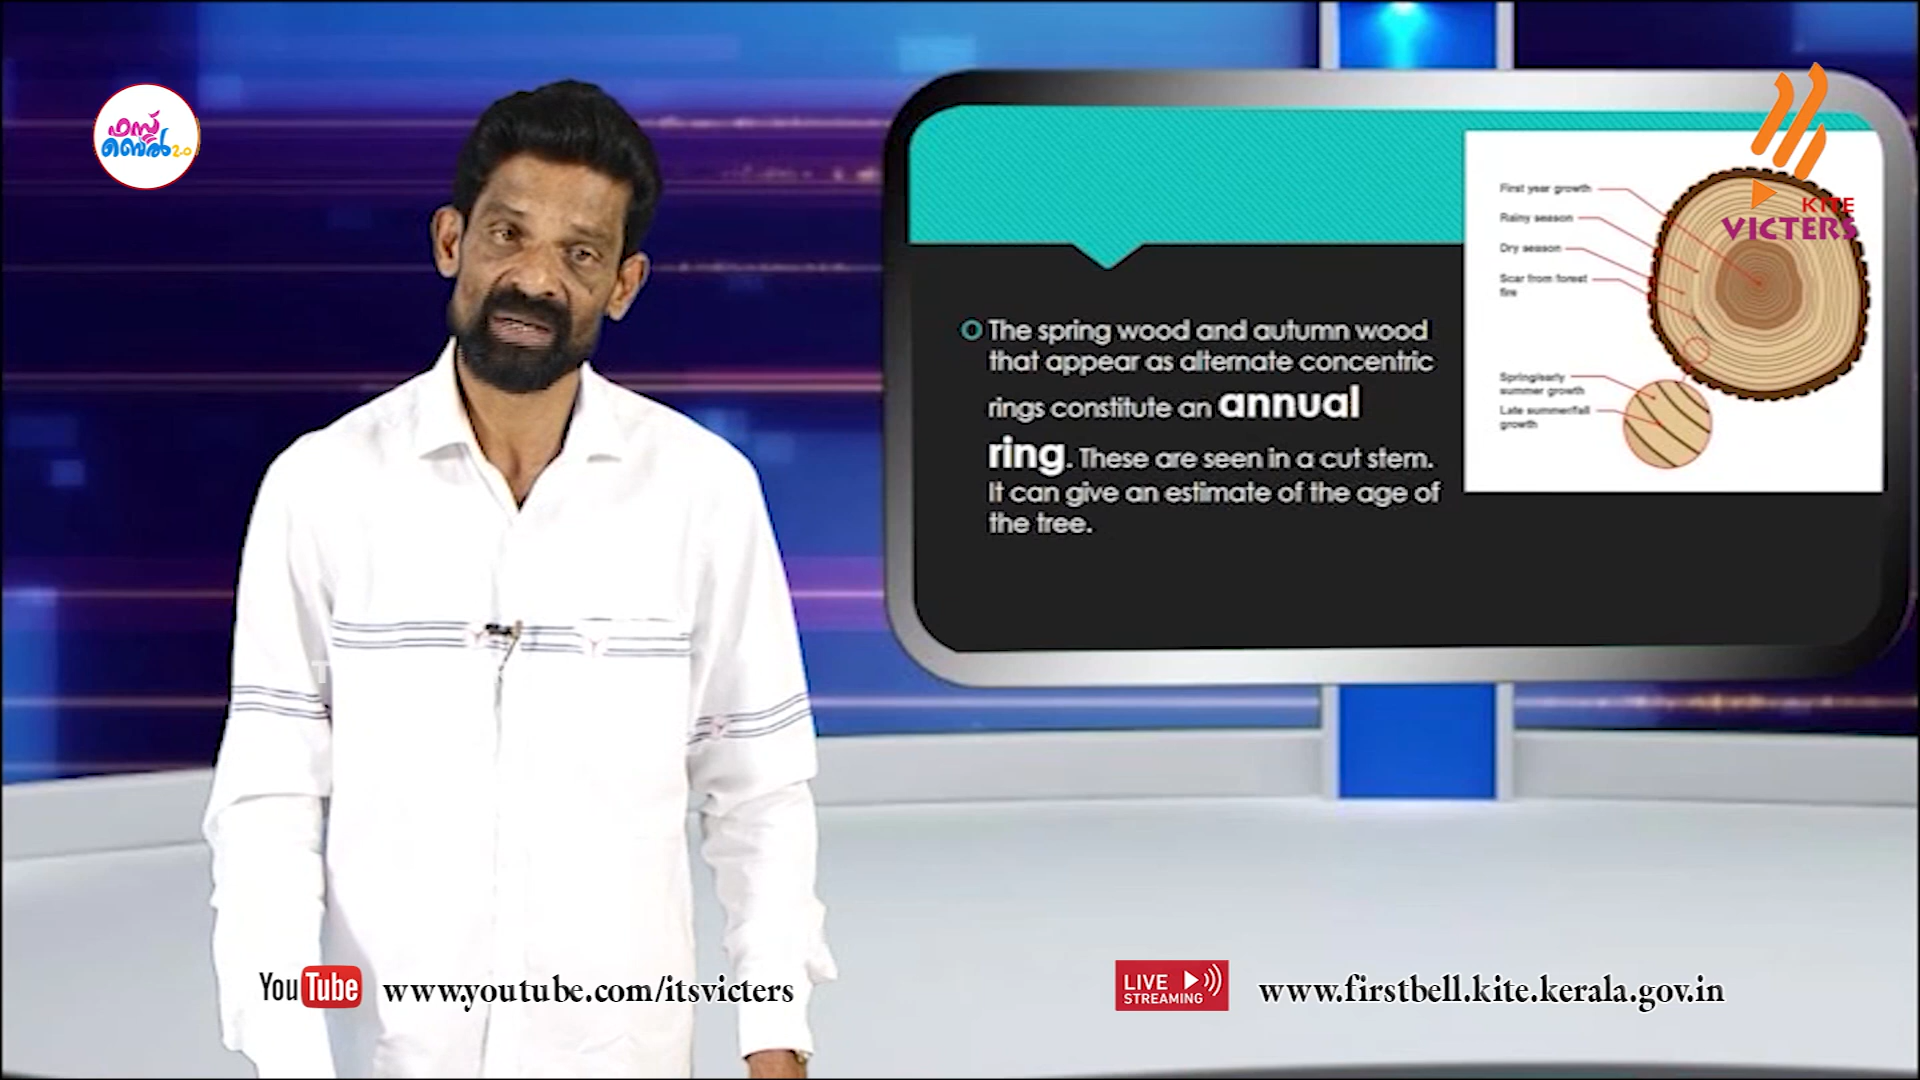 ഫസ്റ്റ്
ബെൽ 2.0
KITE
VICTERS
First year growth
Rainy season
Dry season
Scar from forest
fire
Spring/early
summer growth
Late summer/fall
growth
The spring wood and autumn wood
that appear as alternate concentric
rings constitute an annual
ring. These are seen in a cut stem.
It can give an estimate of the age of
the tree.
YouTube www.youtube.com/itsvicters
LIVE
STREAMING
www.firstbell.kite.kerala.gov.in